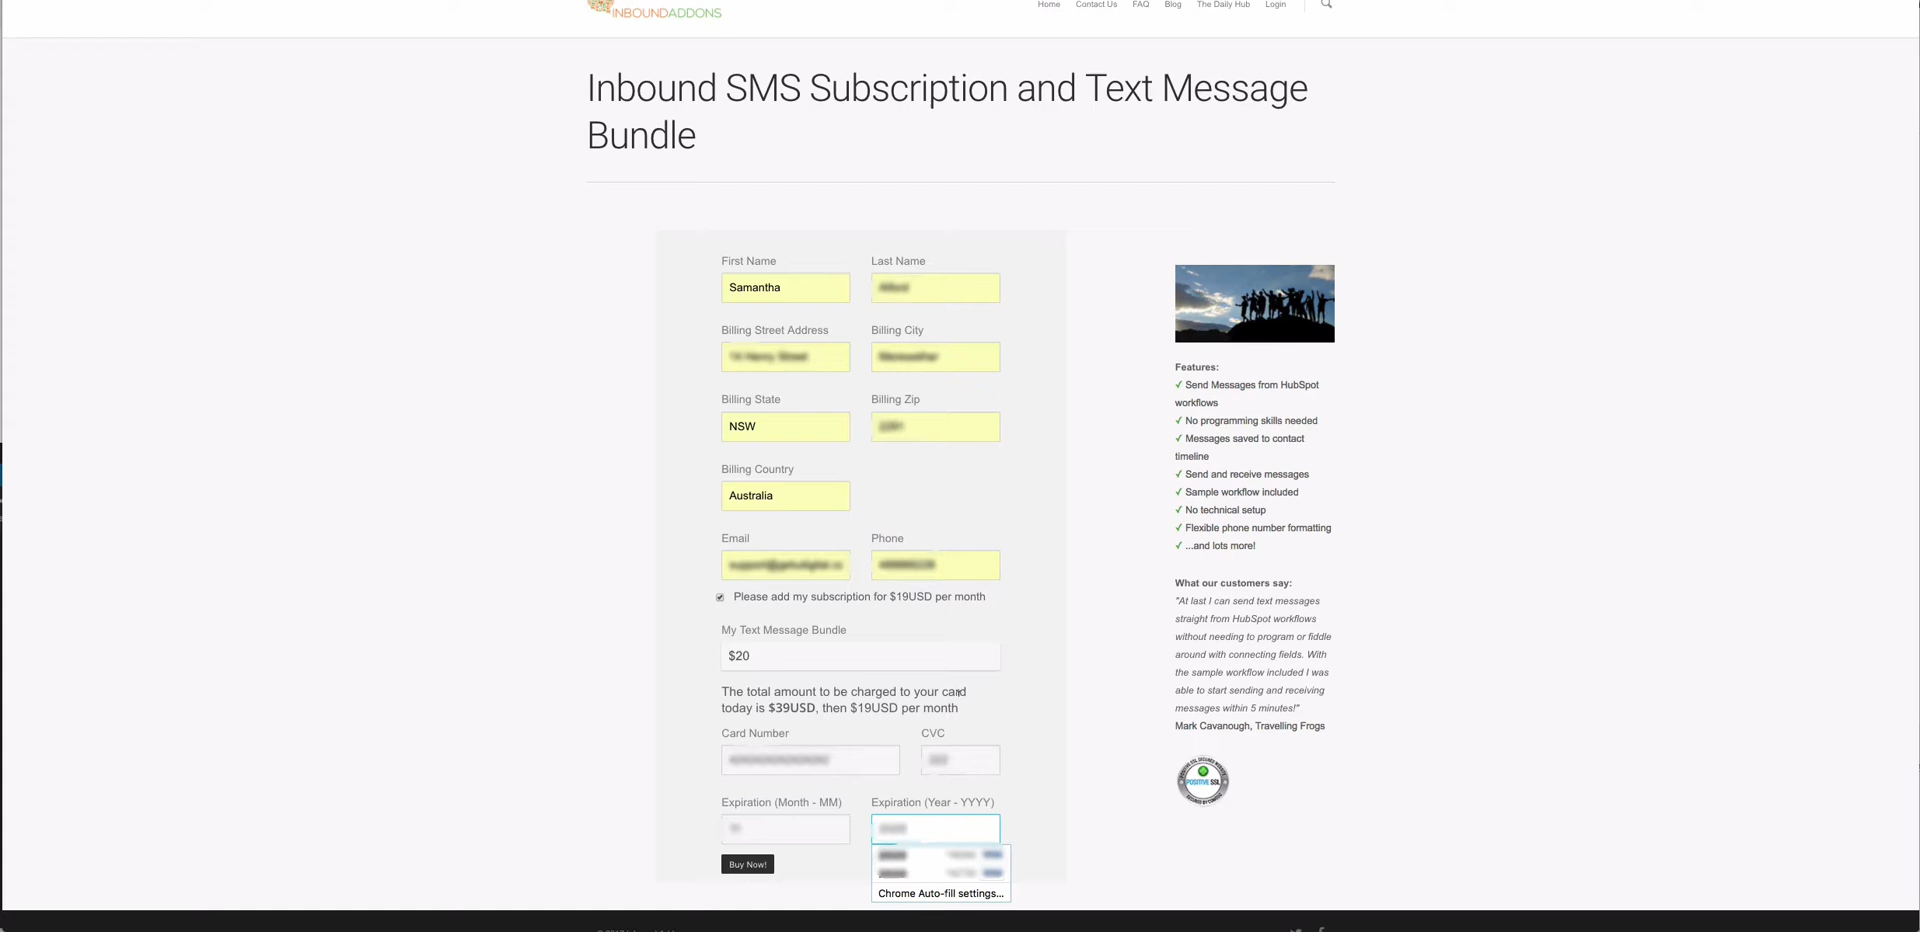 INBOUNDADDONS
Home Contact Us FAQ Blog The Daily Hub Login
Inbound SMS Subscription and Text Message
Bundle
First Name Last Name
Samantha
Billing Street Address Billing City
Billing State Billing Zip
NSW
Billing Country
Australia
Email Phone
Please add my subscription for $19USD per month
My Text Message Bundle
$20
The total amount to be charged to your card
today is $39USD, then $19USD per month
Card Number CVC
Expiration (Month - MM) Expiration (Year - YYYY)
Buy Now!
Chrome Auto-fill settings...
Features:
✓ Send Messages from HubSpot
workflows
✓ No programming skills needed
✓ Messages saved to contact
timeline
✓ Send and receive messages
✓ Sample workflow included
✓ No technical setup
✓ Flexible phone number formatting
✓ ...and lots more!
What our customers say:
"At last I can send text messages
straight from HubSpot workflows
without needing to program or fiddle
around with connecting fields. With
the sample workflow included I was
able to start sending and receiving
messages within 5 minutes!"
Mark Cavanough, Travelling Frogs
POSITIVE SSL